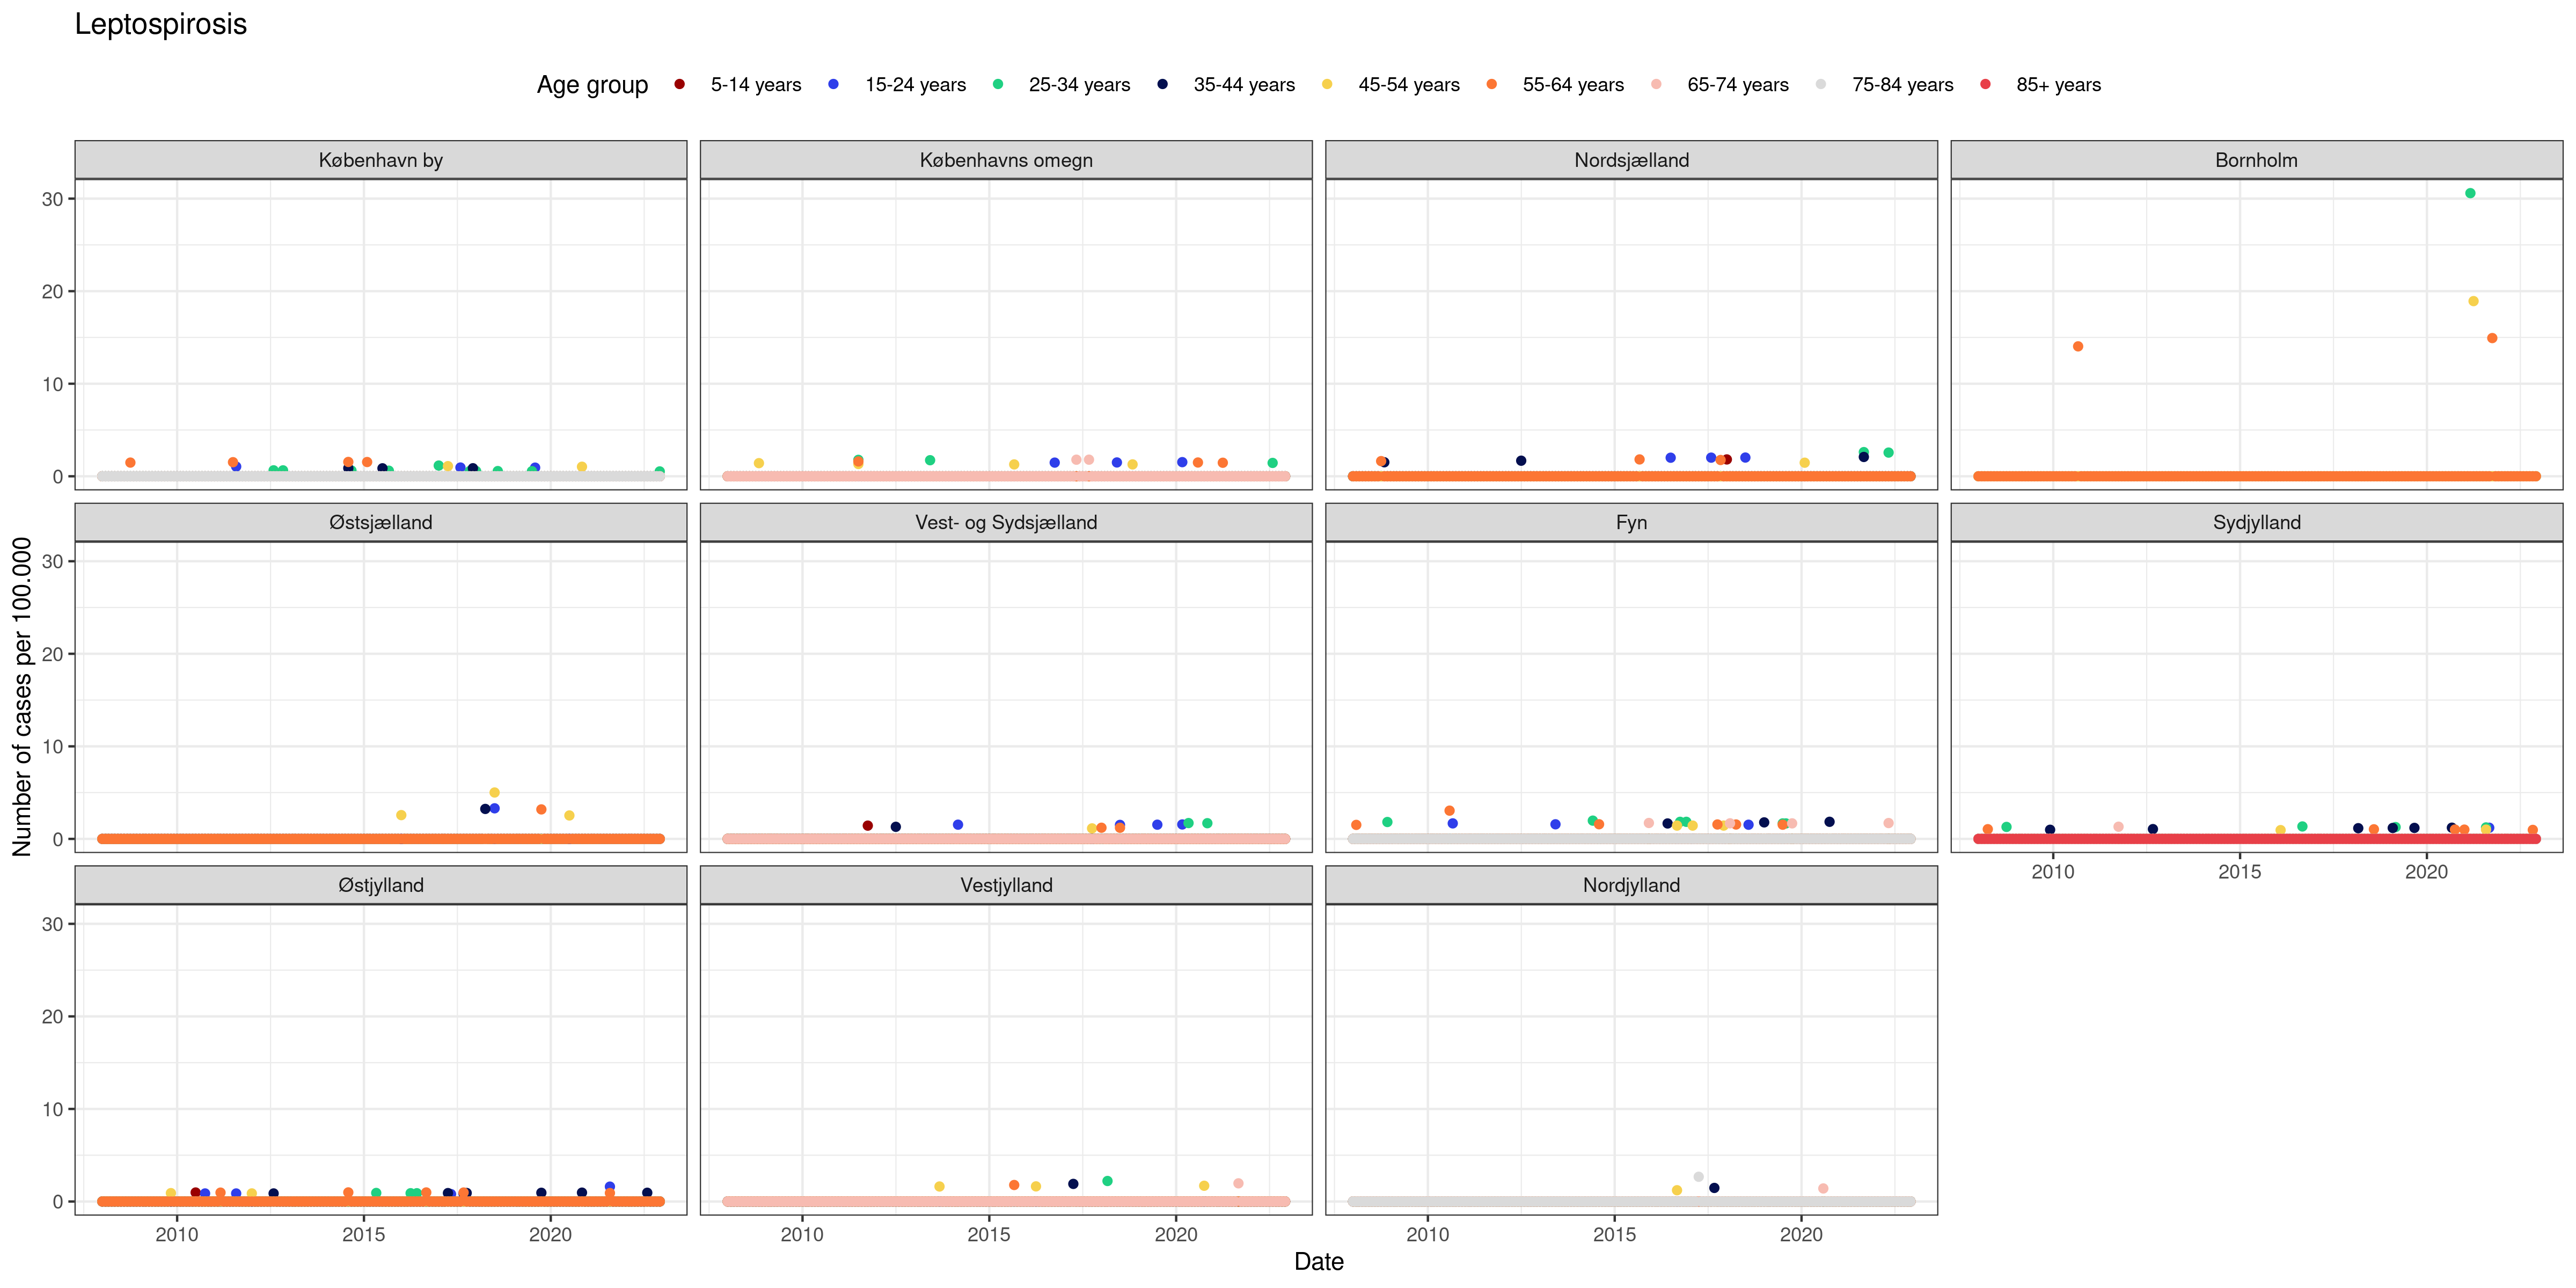 Leptospirosis
Age group 5-14 years 15-24 years 25-34 years 35-44 years 45-54 years 55-64 years 65-74 years 75-84 years 85+ years
København by Københavns omegn Nordsjælland Bornholm
30
20
10
0
Østsjælland Vest- og Sydsjælland Fyn Sydjylland
30
20
10
0
2010 2015 2020
Number of cases per 100.000
Østjylland Vestjylland Nordjylland
30
20
10
0
2010 2015 2020 2010 2015 2020 2010 2015 2020
Date